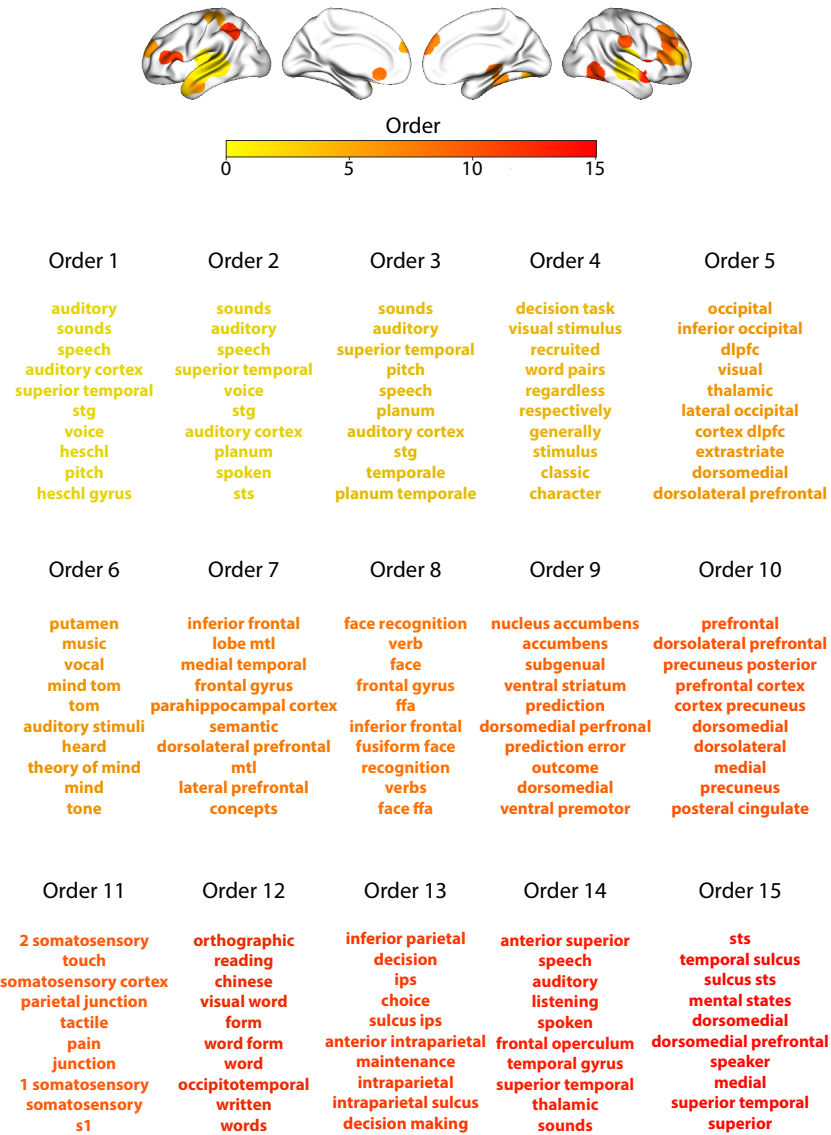 Order
0 5 10 15
Order 1 Order 2 Order 3 Order 4 Order 5
auditory sounds sounds decision task occipital
sounds auditory auditory visual stimulus inferior occipital
speech speech superior temporal recruited dlpfc
auditory cortex superior temporal pitch word pairs visual
superior temporal voice speech regardless thalamic
stg stg planum respectively lateral occipital
voice auditory cortex auditory cortex generally cortex dlpfc
heschl planum stg stimulus extrastriate
pitch spoken temporale classic dorsomedial
heschl gyrus sts planum temporale character dorsolateral prefrontal
Order 6 Order 7 Order 8 Order 9 Order 10
putamen inferior frontal face recognition nucleus accumbens prefrontal
music lobe mtl verb accumbens dorsolateral prefrontal
vocal medial temporal face subgenual precuneus posterior
mind tom frontal gyrus frontal gyrus ventral striatum prefrontal cortex
tom parahippocampal cortex ffa prediction cortex precuneus
auditory stimuli semantic inferior frontal dorsomedial perfronal dorsomedial
heard dorsolateral prefrontal fusiform face prediction error dorsolateral
theory of mind mtl recognition outcome medial
mind lateral prefrontal verbs dorsomedial precuneus
tone concepts face ffa ventral premotor posteral cingulate
Order 11 Order 12 Order 13 Order 14 Order 15
2 somatosensory orthographic inferior parietal anterior superior sts
touch reading decision speech temporal sulcus
somatosensory cortex chinese ips auditory sulcus sts
parietal junction visual word choice listening mental states
tactile form sulcus ips spoken dorsomedial
pain word form anterior intraparietal frontal operculum dorsomedial prefrontal
junction word maintenance temporal gyrus speaker
1 somatosensory occipitotemporal intraparietal superior temporal medial
somatosensory written intraparietal sulcus thalamic superior temporal
s1 words decision making sounds superior